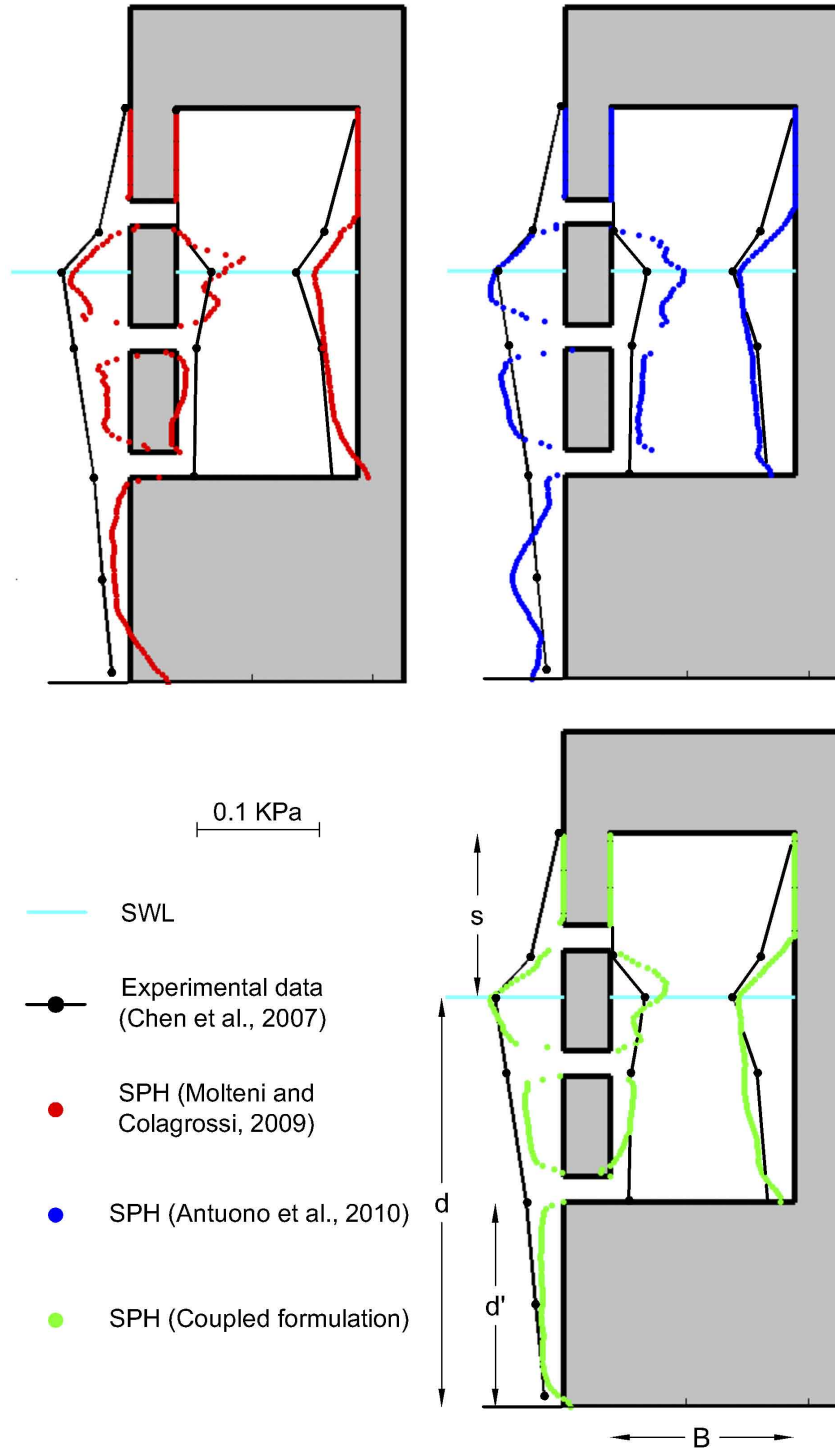 0.1 KPa
SWL
Experimental data
(Chen et al., 2007)
SPH (Molteni and
Colagrossi, 2009)
SPH (Antuono et al., 2010)
SPH (Coupled formulation)
s
d
d'
B